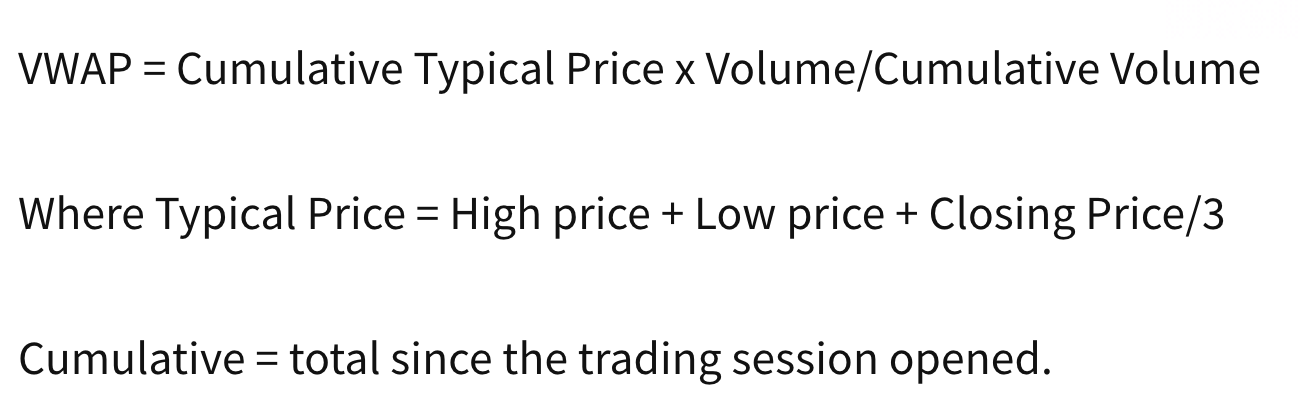 VWAP = Cumulative Typical Price x Volume/Cumulative Volume
Where Typical Price = High price + Low price + Closing Price/3
Cumulative = total since the trading session opened.